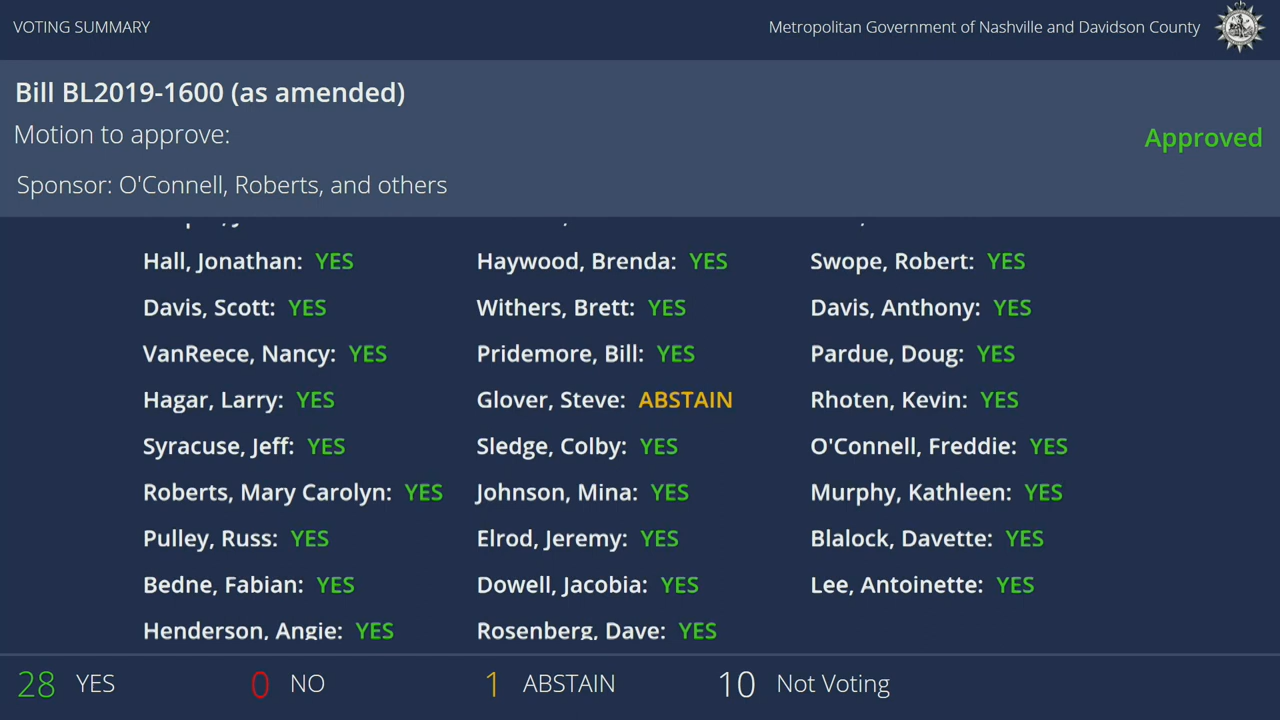 VOTING SUMMARY
Metropolitan Government of Nashville and Davidson County
Bill BL2019-1600 (as amended)
Motion to approve:
Approved
Sponsor: O'Connell, Roberts, and others
Hall, Jonathan: YES Haywood, Brenda: YES Swope, Robert: YES
Davis, Scott: YES Withers, Brett: YES Davis, Anthony: YES
VanReece, Nancy: YES Pridemore, Bill: YES Pardue, Doug: YES
Hagar, Larry: YES Glover, Steve: ABSTAIN Rhoten, Kevin: YES
Syracuse, Jeff: YES Sledge, Colby: YES O'Connell, Freddie: YES
Roberts, Mary Carolyn: YES Johnson, Mina: YES Murphy, Kathleen: YES
Pulley, Russ: YES Elrod, Jeremy: YES Blalock, Davette: YES
Bedne, Fabian: YES Dowell, Jacobia: YES Lee, Antoinette: YES
Henderson, Angie: YES Rosenberg, Dave: YES
28 YES 0 NO 1 ABSTAIN 10 Not Voting